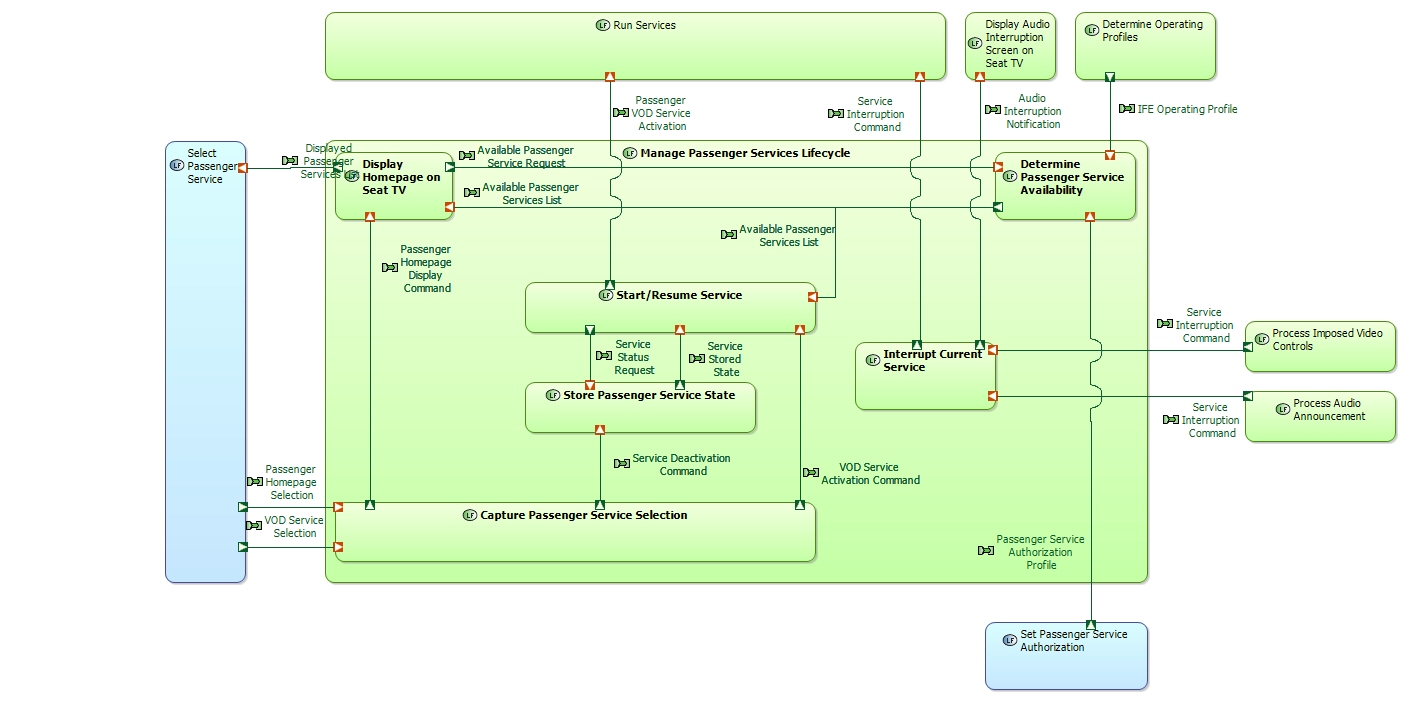 LF Run Services
Display Audio
Interruption
LF Screen on
Seat TV
Determine Operating
LF Profiles
Passenger
VOD Service
Activation
Service
Interruption
Command
Audio
Interruption
Notification
IFE Operating Profile
Select
LF Passenger
Service
Displayed
Passenger
Services List
Display
LF Homepage on
Seat TV
Available Passenger
Service Request
Available Passenger
Services List
LF Manage Passenger Services Lifecycle
Determine
LF Passenger Service
Availability
Available Passenger
Services List
Passenger
Homepage
Display
Command
LF Start/Resume Service
Service
Status
Request
Service
Stored
State
LF Interrupt Current
Service
Service
Interruption
Command
LF Process Imposed Video
Controls
LF Store Passenger Service State
Service
Interruption
Command
LF Process Audio
Announcement
Service Deactivation
Command
VOD Service
Activation Command
Passenger
Homepage
Selection
VOD Service
Selection
LF Capture Passenger Service Selection
Passenger Service
Authorization
Profile
LF Set Passenger Service
Authorization